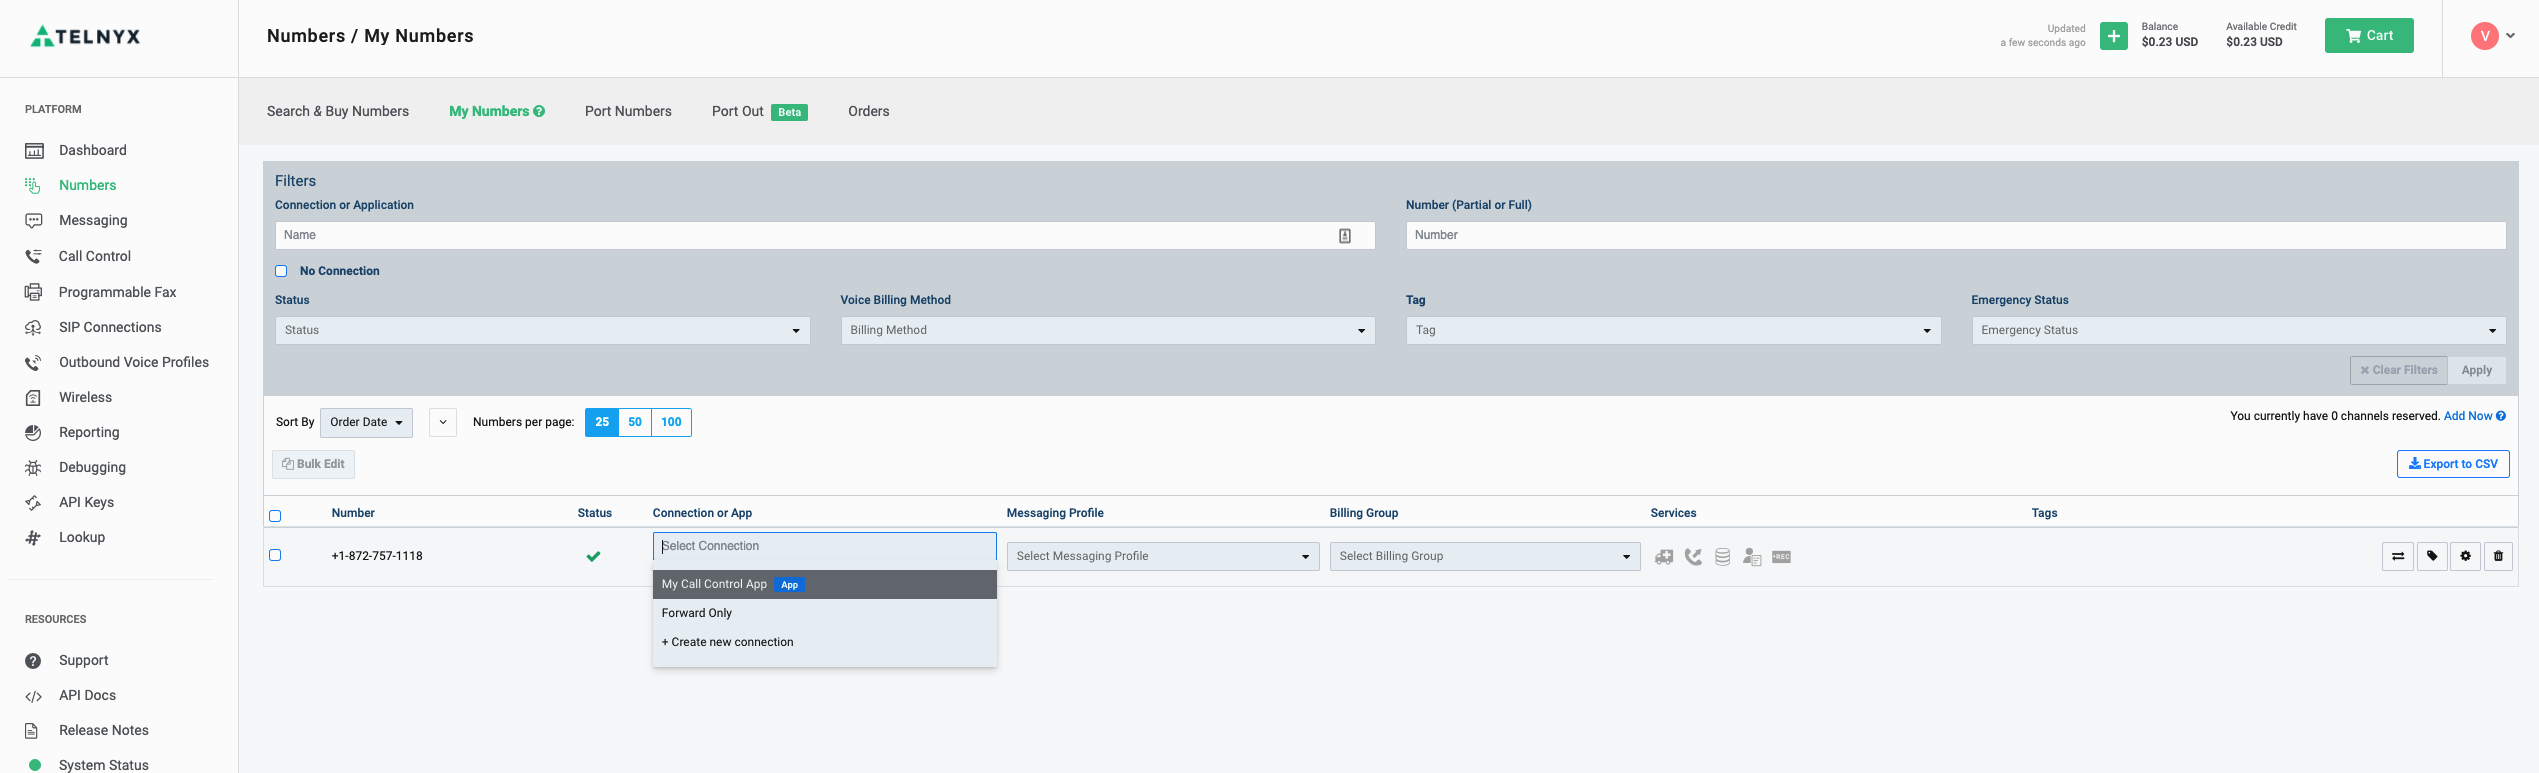 TELNYX
Numbers / My Numbers
Updated
a few seconds ago
Balance
$0.23 USD
Available Credit
$0.23 USD
Cart
V
PLATFORM
Dashboard
Numbers
Messaging
Call Control
Programmable Fax
SIP Connections
Outbound Voice Profiles
Wireless
Reporting
Debugging
API Keys
Lookup
RESOURCES
Support
API Docs
Release Notes
System Status
Search & Buy Numbers
My Numbers
Port Numbers
Port Out Beta
Orders
Filters
Connection or Application
Name
Number (Partial or Full)
Number
No Connection
Status
Status
Voice Billing Method
Billing Method
Tag
Tag
Emergency Status
Emergency Status
Clear Filters
Apply
Sort By
Order Date
Numbers per page:
25
50
100
You currently have 0 channels reserved. Add Now
Bulk Edit
Export to CSV
Number
Status
Connection or App
Messaging Profile
Billing Group
Services
Tags
+1-872-757-1118
Select Connection
Select Messaging Profile
Select Billing Group
REC
My Call Control App App
Forward Only
+ Create new connection